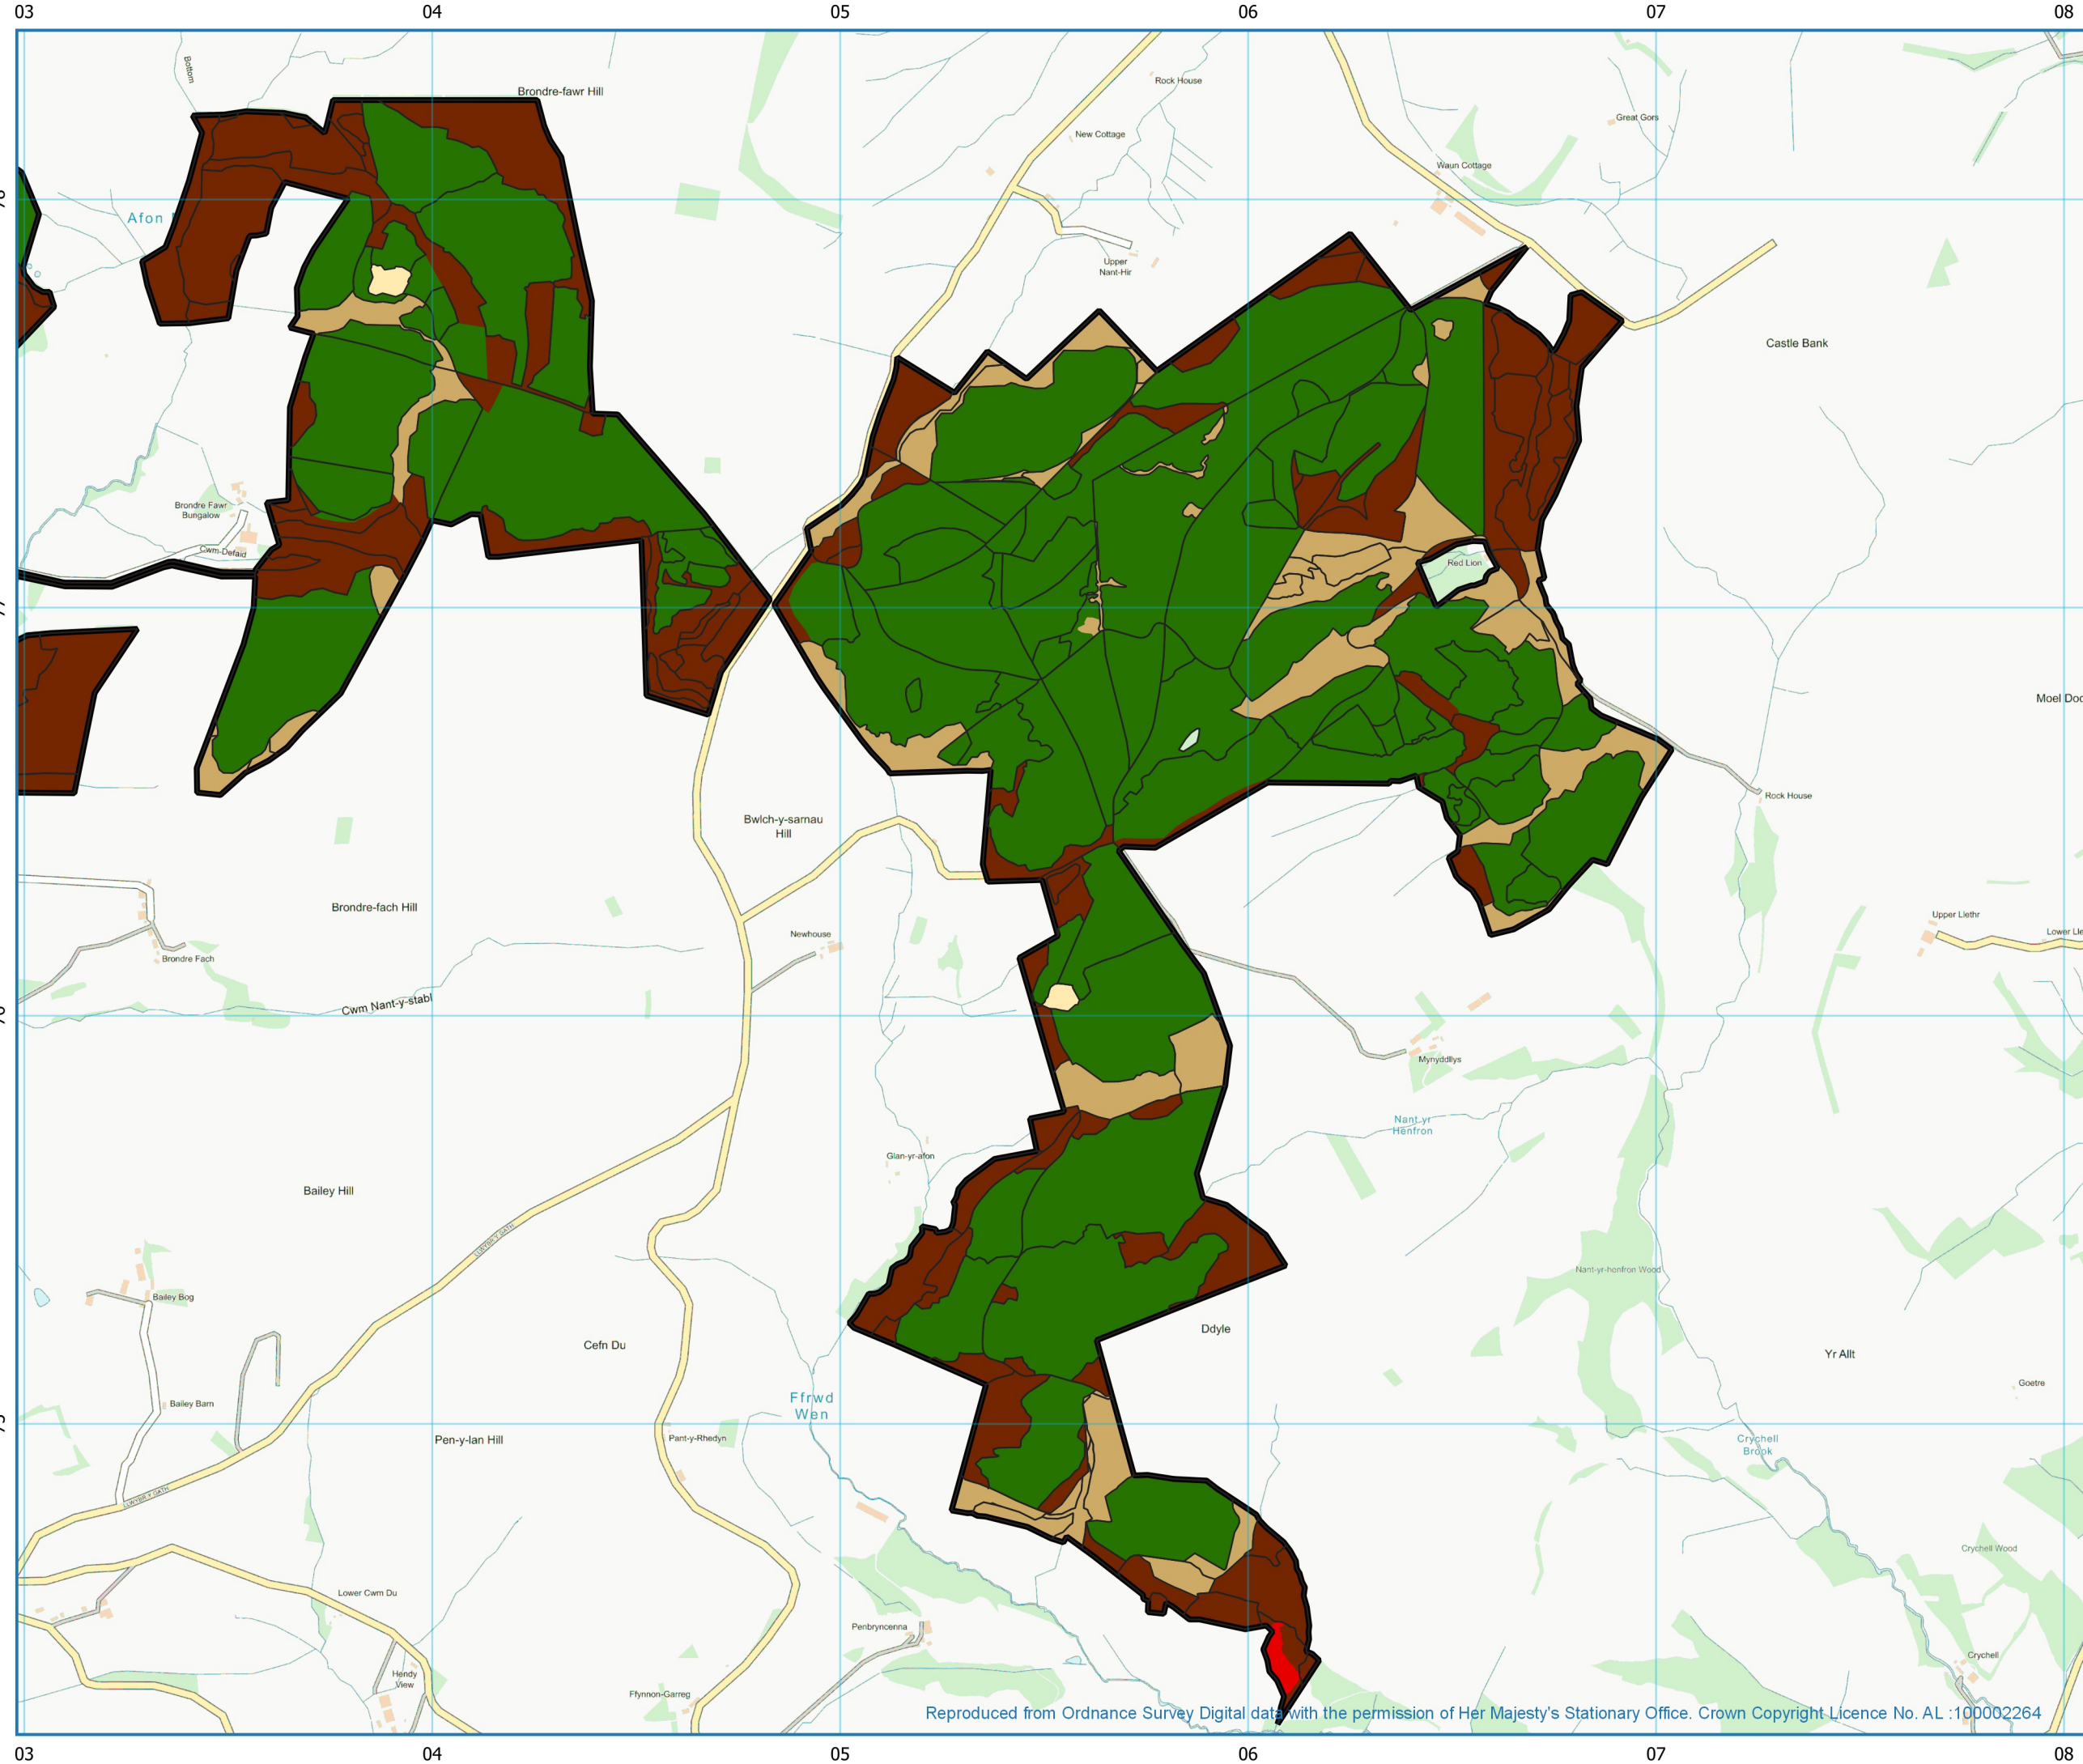 03 04 05 06 07 08
Bottom
Rock House
Brondre-fawr Hill
Great Gors
New Cottage
Waun Cottage
Afon
Upper
Nant-Hir
Castle Bank
Brondre Fawr
Bungalow
Cwm-Defaid
Red Lion
Rock House
Bwlch-y-sarnau
Hill
Brondre-fach Hill
Upper Llethr
Newhouse
Brondre Fach
Cwm Nant-y-stabl
Mynyddllys
Nant yr
Henfron
Glan-yr-afon
Bailey Hill
LLWYBR Y GATH
Nant-yr-henfron Wood
Bailey Bog
Ddyle
Cefn Du
Yr Allt
Goetre
Ffrwd
Wen
Bailey Barn
Pen-y-lan Hill
Pant-y-Rhedyn
Crychell
Brook
LLWYBR Y GATH
Crychell Wood
Lower Cwm Du
Penbryncenna
Crychell
Hendy
View
Ffynnon-Garreg
Reproduced from Ordnance Survey Digital data with the permission of Her Majesty's Stationary Office. Crown Copyright Licence No. AL :100002264
03 04 05 06 07 08